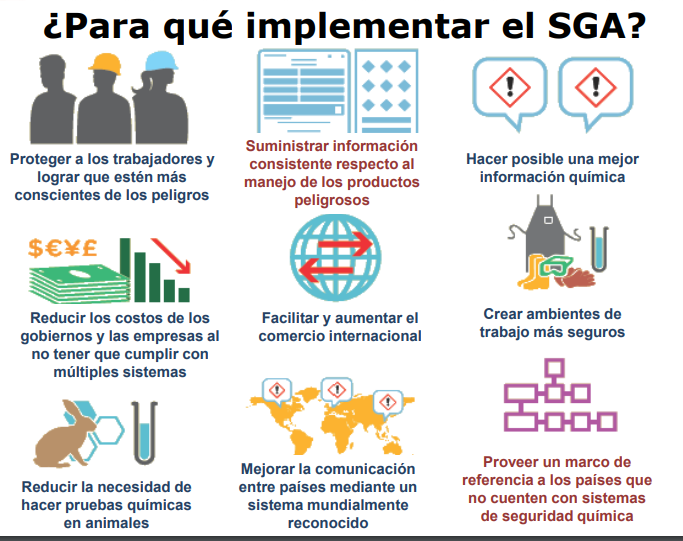 ¿Para qué implementar el SGA?
Proteger a los trabajadores y
lograr que estén más
conscientes de los peligros
Suministrar información
consistente respecto al
manejo de los productos
peligrosos
Hacer posible una mejor
información química
$€¥£
Reducir los costos de los
gobiernos y las empresas al
no tener que cumplir con
múltiples sistemas
Facilitar y aumentar el
comercio internacional
Crear ambientes de
trabajo más seguros
Reducir la necesidad de
hacer pruebas químicas
en animales
Mejorar la comunicación
entre países mediante un
sistema mundialmente
reconocido
Proveer un marco de
referencia a los países que
no cuenten con sistemas
de seguridad química